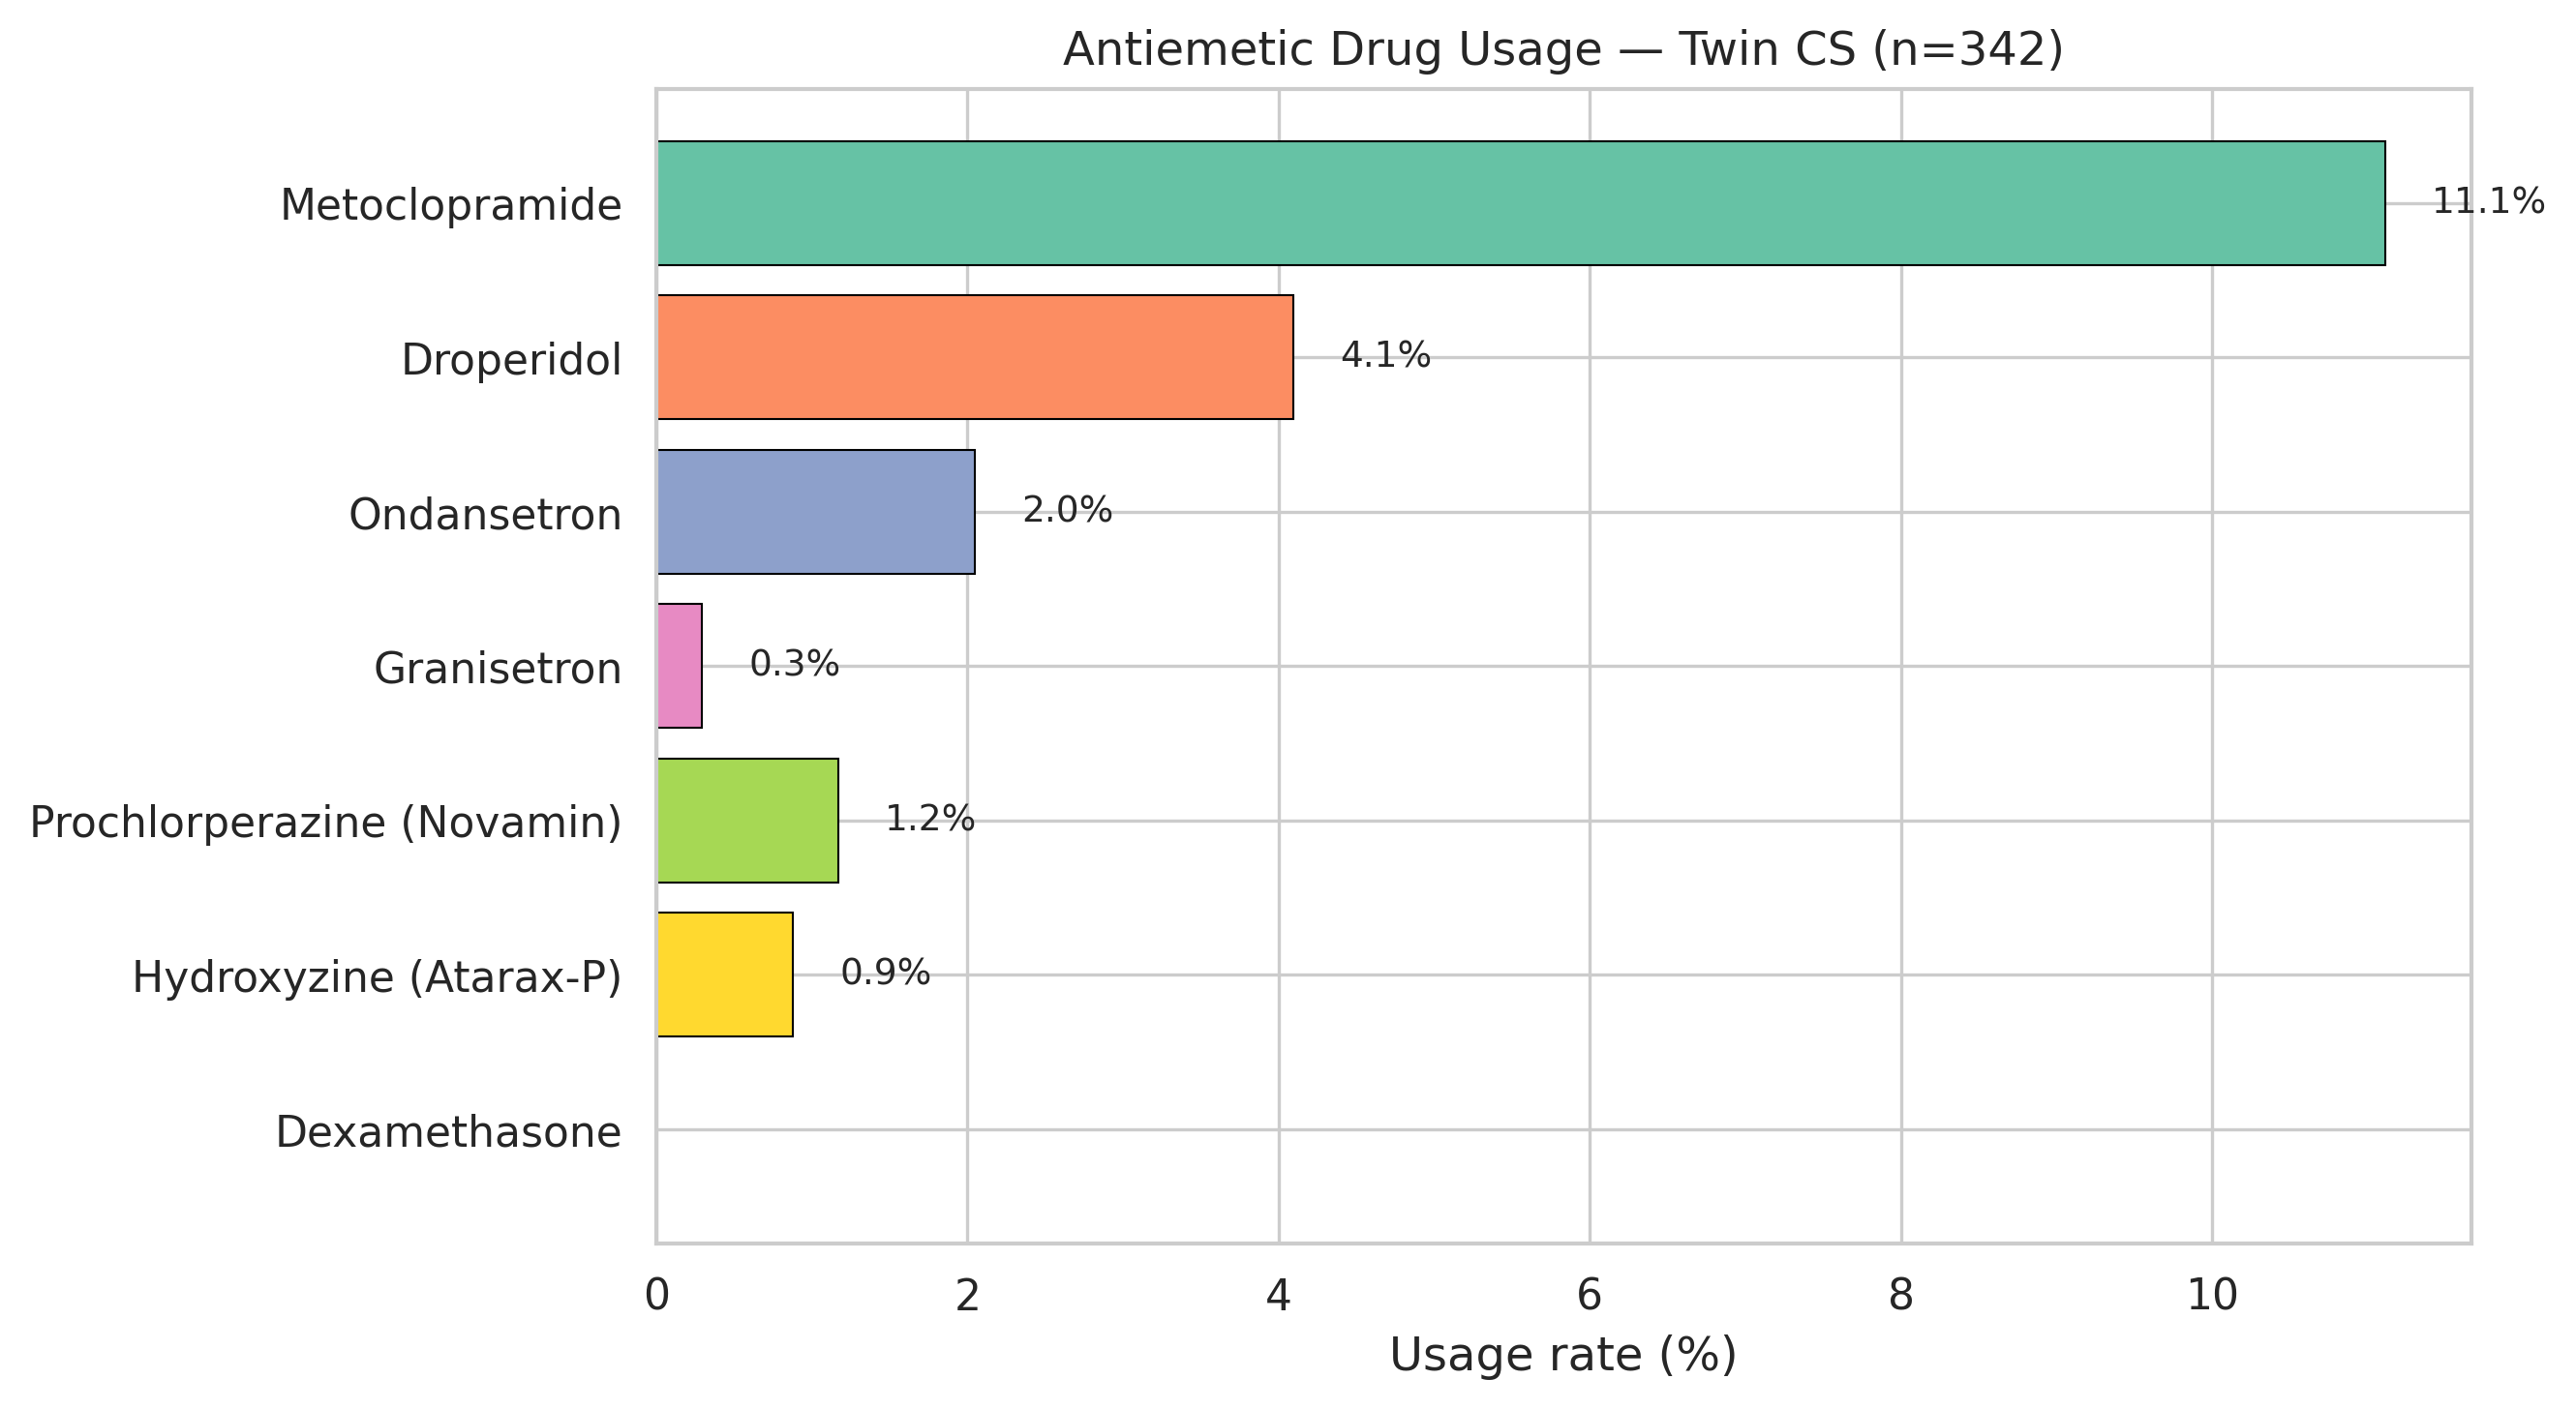 Antiemetic Drug Usage — Twin CS (n=342)
Metoclopramide 11.1%
Droperidol 4.1%
Ondansetron 2.0%
Granisetron 0.3%
Prochlorperazine (Novamin) 1.2%
Hydroxyzine (Atarax-P) 0.9%
Dexamethasone
0 2 4 6 8 10
Usage rate (%)